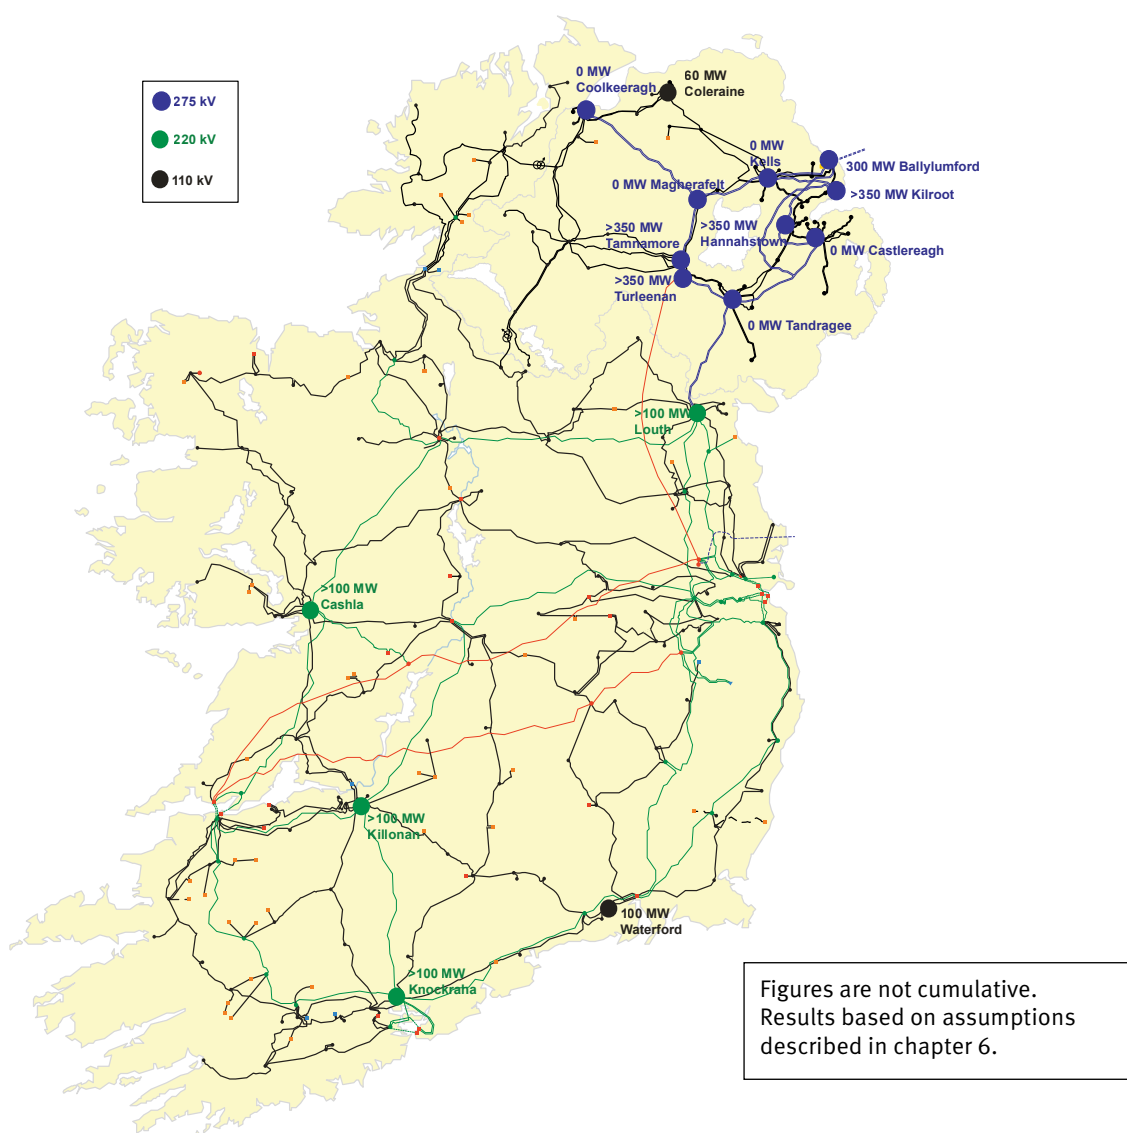 275 kV
220 kV
110 kV
0 MW
Coolkeeragh
60 MW
Coleraine
0 MW
Kells
300 MW Ballylumford
>350 MW Kilroot
0 MW Magherafelt
>350 MW
Tamnamore
>350 MW
Hannahstown
0 MW Castlereagh
>350 MW
Turleenan
0 MW Tandragee
>100 MW
Louth
>100 MW
Cashla
>100 MW
Killonan
100 MW
Waterford
>100 MW
Knockraha
Figures are not cumulative.
Results based on assumptions
described in chapter 6.